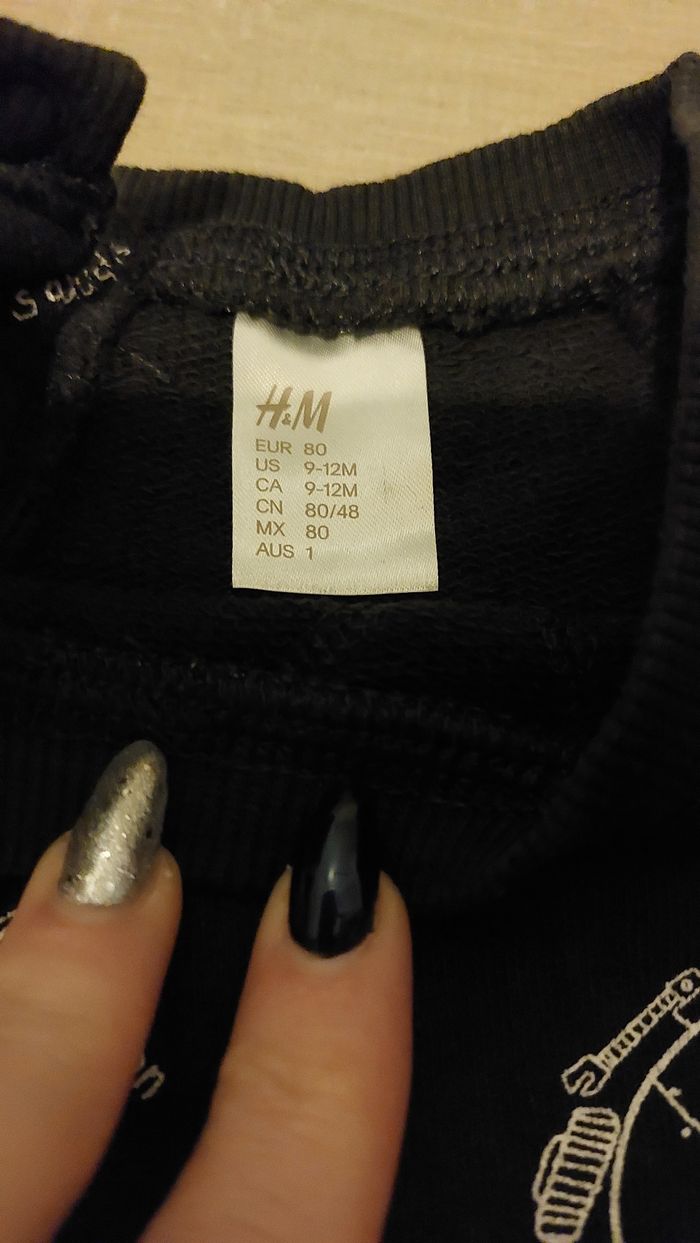 H&M
EUR 80
US 9-12M
CA 9-12M
CN 80/48
MX 80
AUS 1